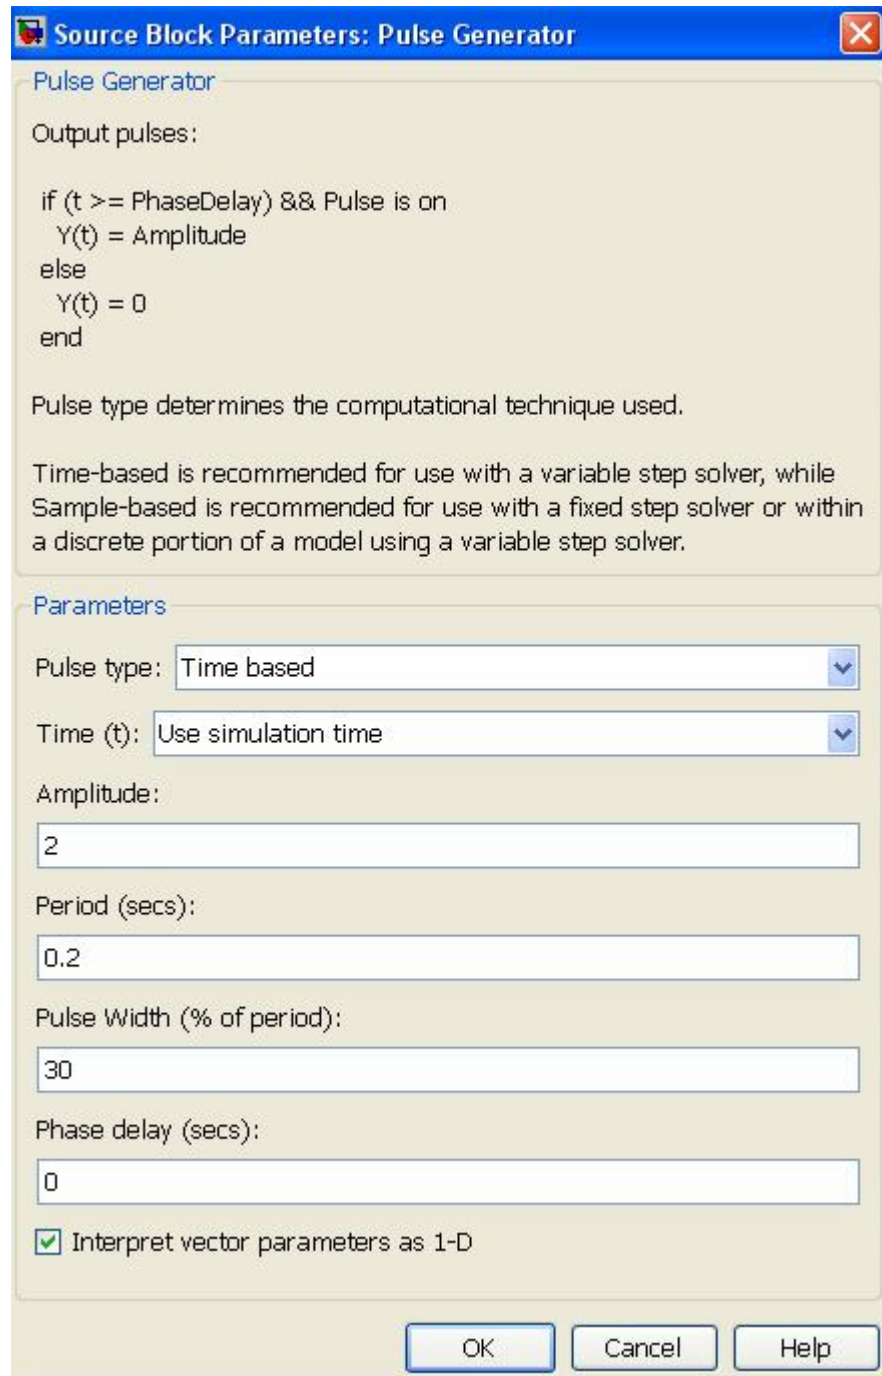 Source Block Parameters: Pulse Generator
Pulse Generator
Output pulses:
if (t >= PhaseDelay) && Pulse is on
Y(t) = Amplitude
else
Y(t) = 0
end
Pulse type determines the computational technique used.
Time-based is recommended for use with a variable step solver, while
Sample-based is recommended for use with a fixed step solver or within
a discrete portion of a model using a variable step solver.
Parameters
Pulse type: Time based
Time (t): Use simulation time
Amplitude:
2
Period (secs):
0.2
Pulse Width (% of period):
30
Phase delay (secs):
0
Interpret vector parameters as 1-D
OK Cancel Help